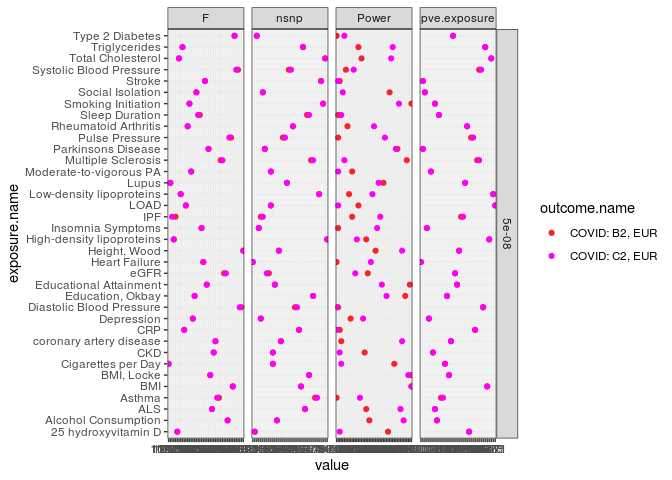 F
nsnp
Power
pve.exposure
Type 2 Diabetes
Triglycerides
Total Cholesterol
Systolic Blood Pressure
Stroke
Social Isolation
Smoking Initiation
Sleep Duration
Rheumatoid Arthritis
Pulse Pressure
Parkinsons Disease
Multiple Sclerosis
Moderate-to-vigorous PA
Lupus
Low-density lipoproteins
LOAD
IPF
Insomnia Symptoms
High-density lipoproteins
Height, Wood
Heart Failure
eGFR
Educational Attainment
Education, Okbay
Diastolic Blood Pressure
Depression
CRP
coronary artery disease
CKD
Cigarettes per Day
BMI, Locke
BMI
Asthma
ALS
Alcohol Consumption
25 hydroxyvitamin D
exposure.name
value
5e-08
outcome.name
COVID: B2, EUR
COVID: C2, EUR